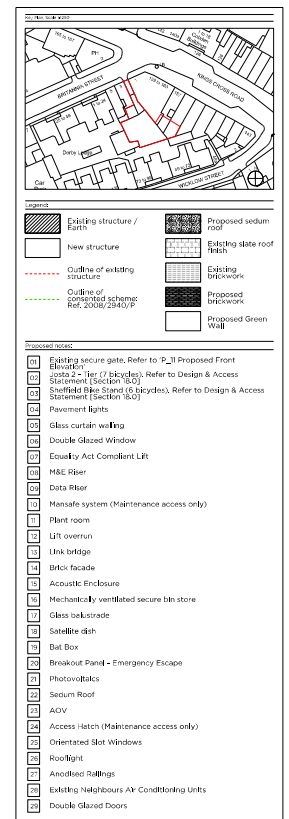 Key Plan, Scale 1:1250
PH
BRITANNIA STREET
KINGS CROSS ROAD
Derby Lodge
Car
WICKLOW STREET
Legend:
Existing structure /
Earth
Proposed sedum
roof
New structure
Existing slate roof
finish
Outline of existing
structure
Existing
brickwork
Outline of
consented scheme:
Ref. 2008/2940/P
Proposed
brickwork
Proposed Green
Wall
Proposed notes:
01 Existing secure gate. Refer to 'P_11 Proposed Front
Elevation'
02 Josta 2 - Tier (7 bicycles). Refer to Design & Access
Statement [Section 18.0]
03 Sheffield Bike Stand (6 bicycles). Refer to Design & Access
Statement [Section 18.0]
04 Pavement lights
05 Glass curtain walling
06 Double Glazed Window
07 Equality Act Compliant Lift
08 M&E Riser
09 Data Riser
10 Mansafe system (Maintenance access only)
11 Plant room
12 Lift overrun
13 Link bridge
14 Brick facade
15 Acoustic Enclosure
16 Mechanically ventilated secure bin store
17 Glass balustrade
18 Satellite dish
19 Bat Box
20 Breakout Panel - Emergency Escape
21 Photovoltaics
22 Sedum Roof
23 AOV
24 Access Hatch (Maintenance access only)
25 Orientated Slot Windows
26 Rooflight
27 Anodised Railings
28 Existing Neighbours Air Conditioning Units
29 Double Glazed Doors